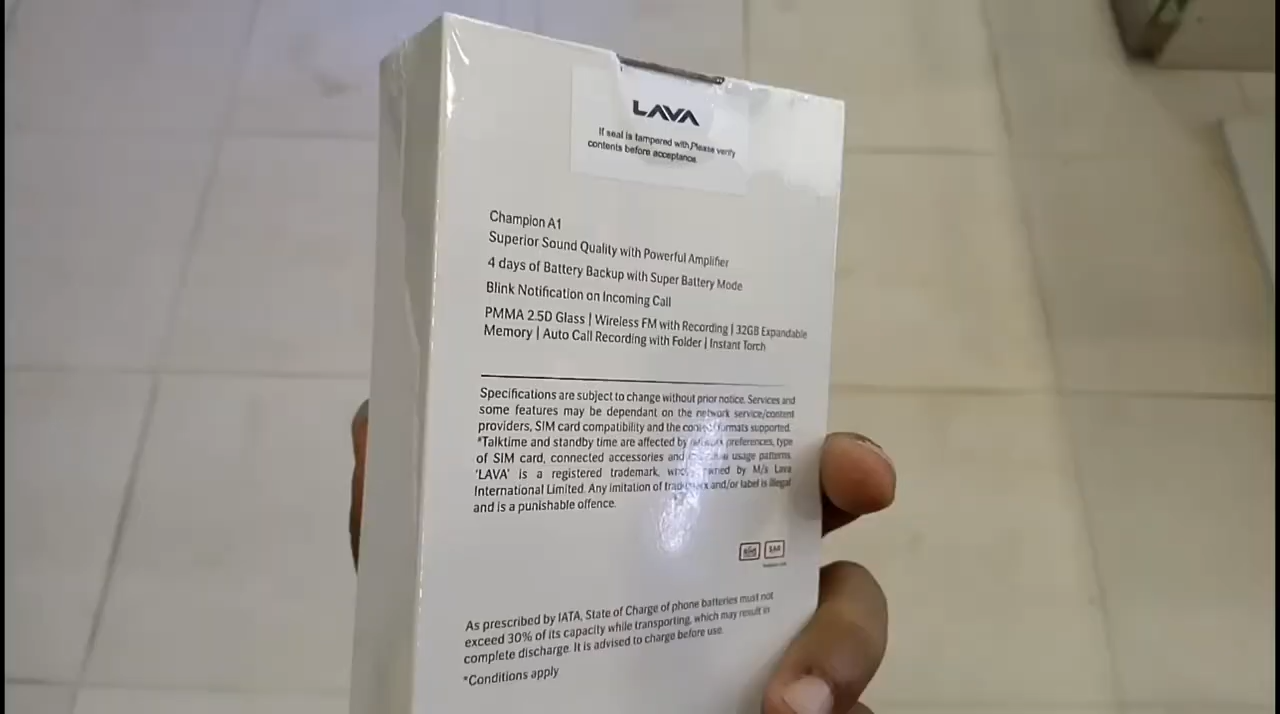 LAVA
If seal is tampered with,Please verify
contents before acceptance.
Champion A1
Superior Sound Quality with Powerful Amplifier
4 days of Battery Backup with Super Battery Mode
Blink Notification on Incoming Call
PMMA 2.5D Glass | Wireless FM with Recording | 32GB Expandable
Memory | Auto Call Recording with Folder | Instant Torch
Specifications are subject to change without prior notice. Services and
some features may be dependant on the network service/content
providers, SIM card compatibility and the content formats supported.
*Talktime and standby time are affected by network preferences, type
of SIM card, connected accessories and usage patterns.
'LAVA' is a registered trademark, owned by M/s Lava
International Limited. Any imitation of trademark and/or label is illegal
and is a punishable offence.
As prescribed by IATA, State of Charge of phone batteries must not
exceed 30% of its capacity while transporting, which may result in
complete discharge. It is advised to charge before use.
*Conditions apply